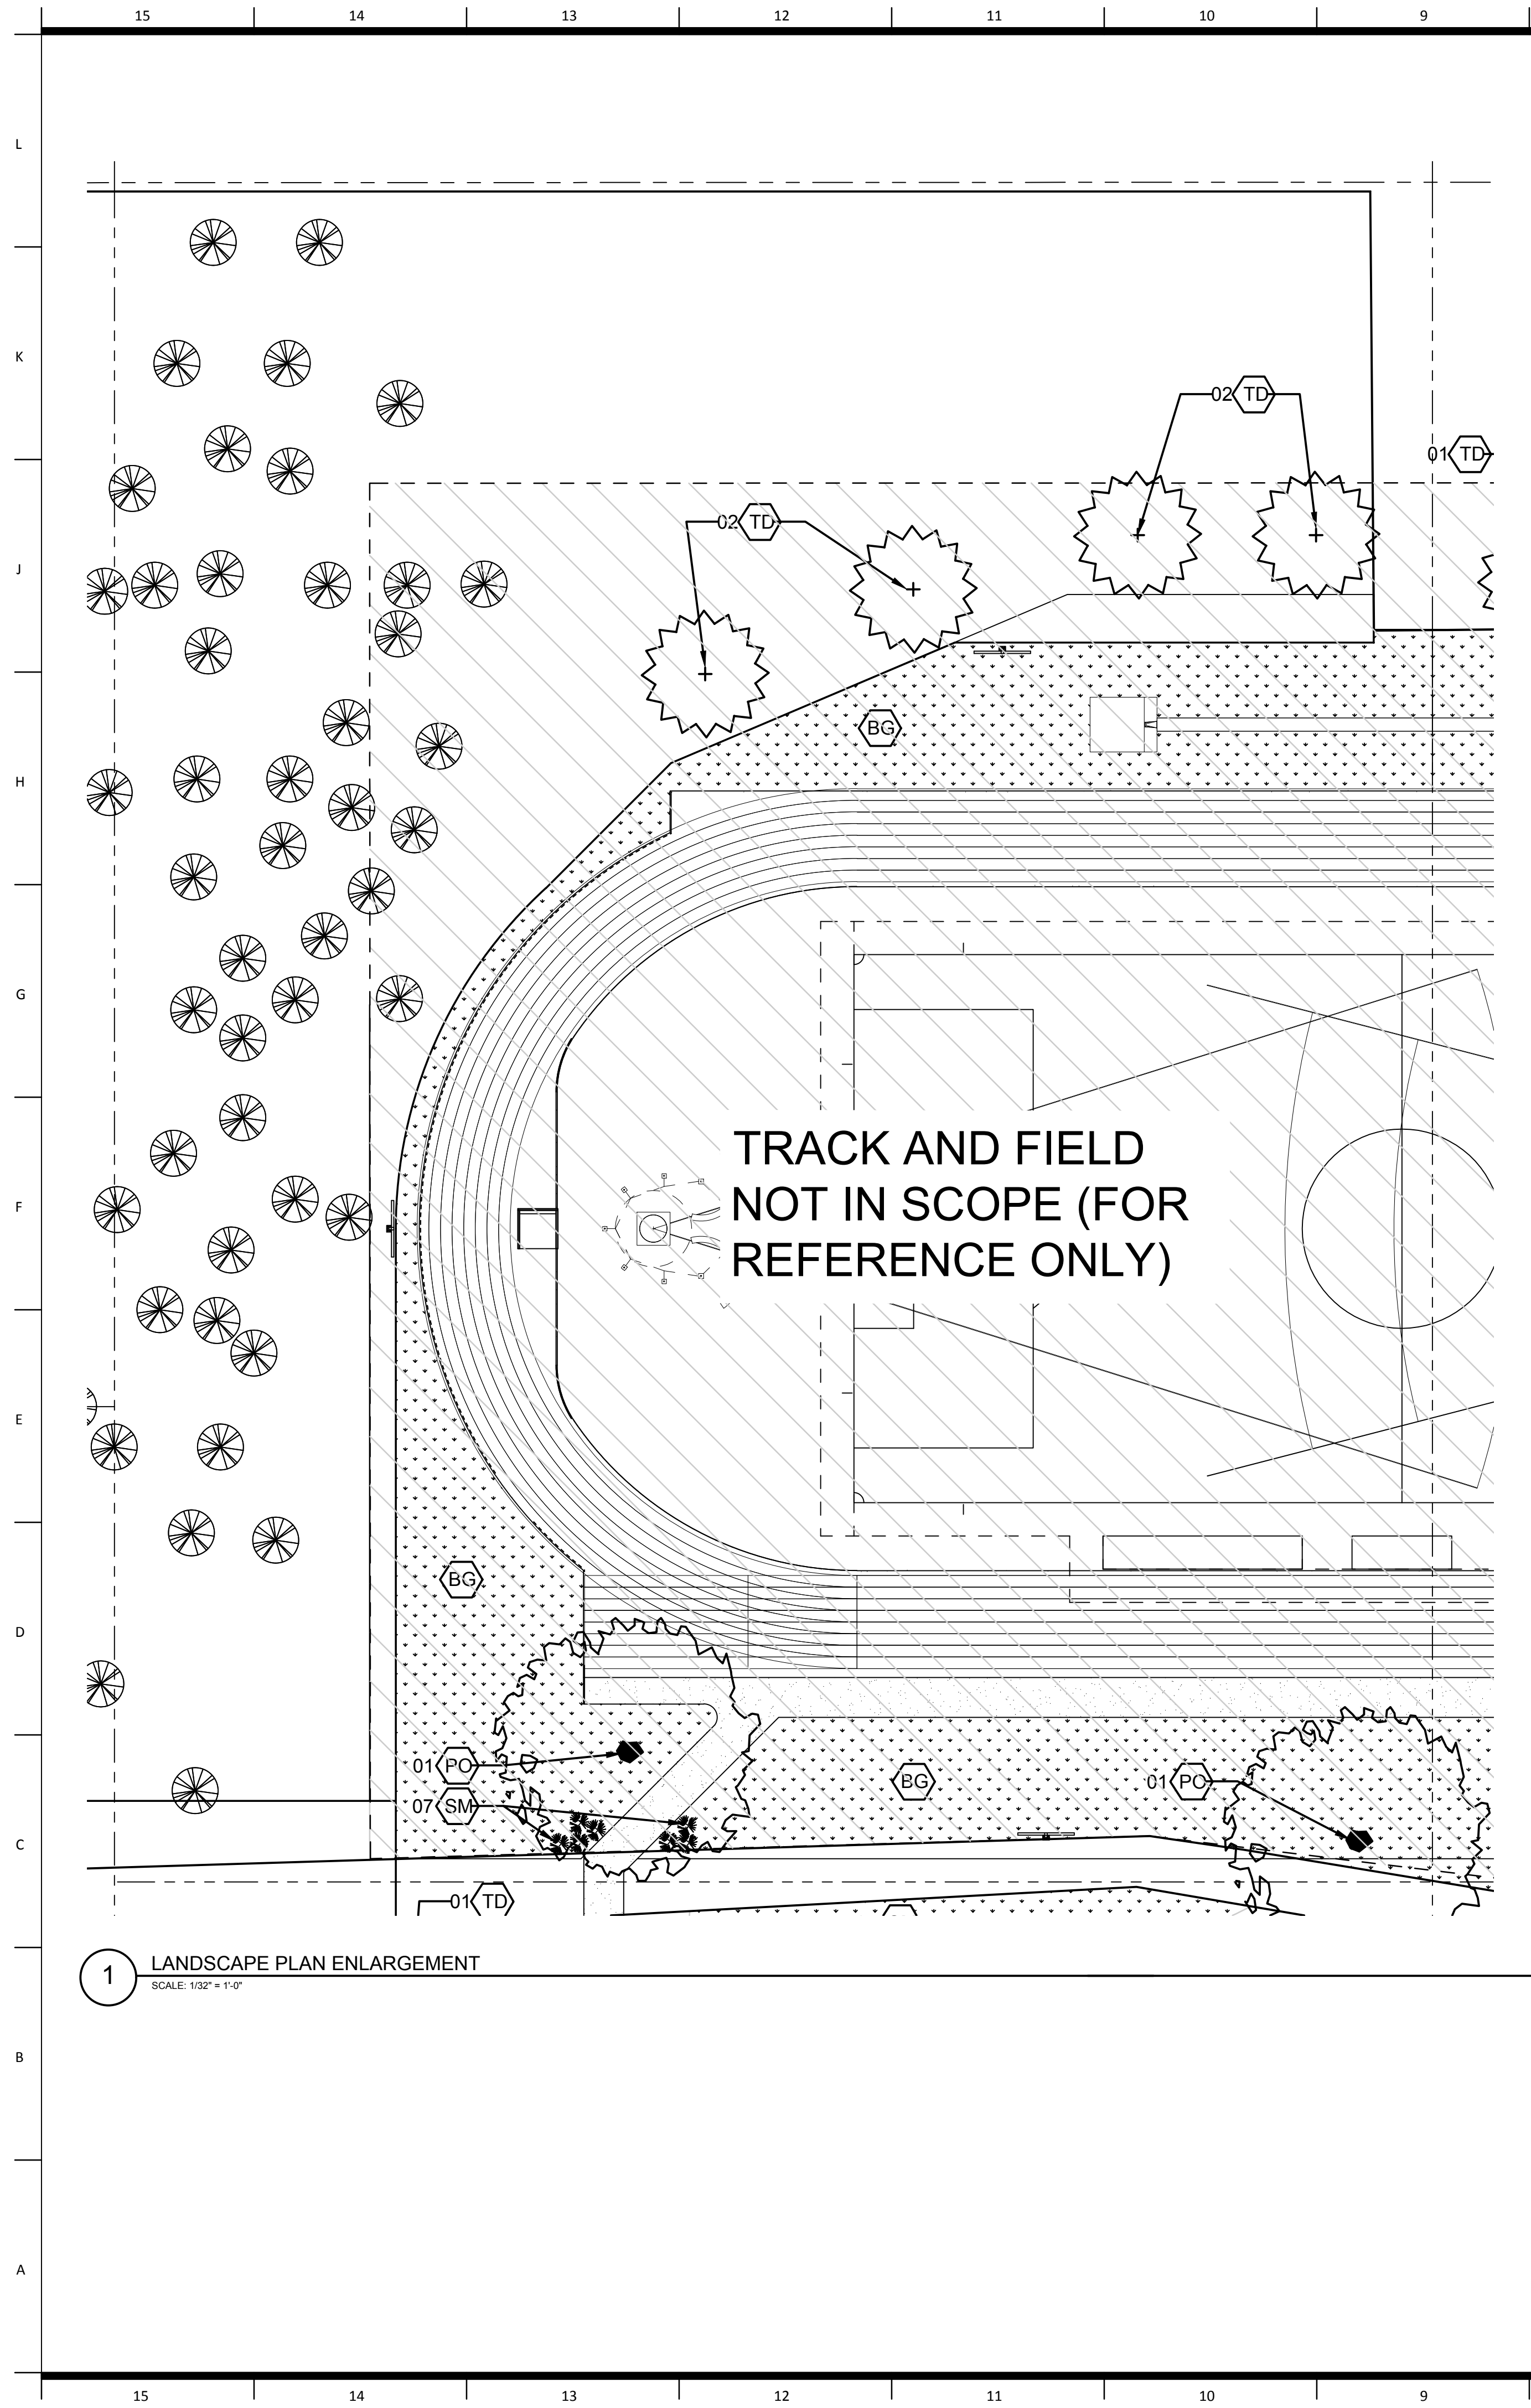 15 14 13 12 11 10 9
L
K
02 TD
01 TD
02 TD
J
BG
H
G
TRACK AND FIELD
NOT IN SCOPE (FOR
REFERENCE ONLY)
F
E
BG
D
01 PO
BG
01 PO
07 SM
C
01 TD
1
LANDSCAPE PLAN ENLARGEMENT
SCALE: 1/32" = 1'-0"
B
A
15 14 13 12 11 10 9